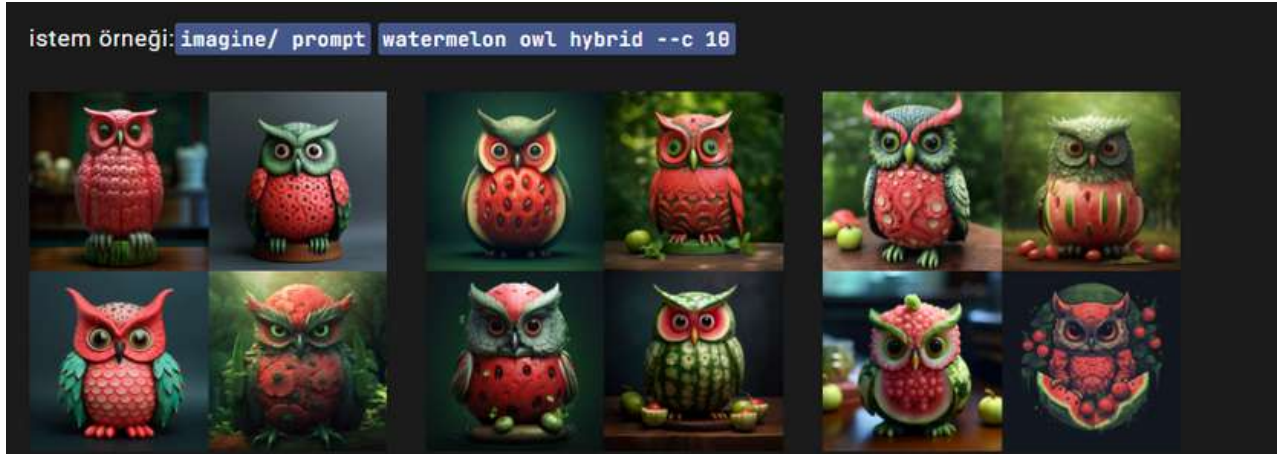 istem örneği: imagine/ prompt watermelon owl hybrid --c 10